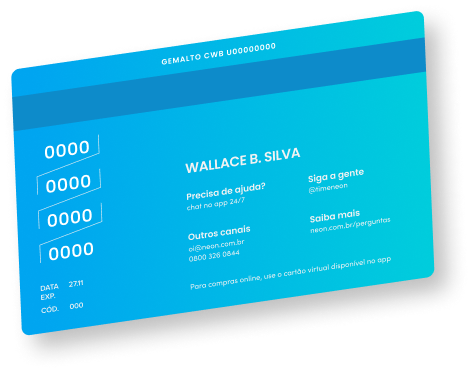 GEMALTO CWB U00000000
0000
0000
0000
0000
DATA EXP. 27.11
CÓD. 000
WALLACE B. SILVA
Precisa de ajuda?
chat no app 24/7
Siga a gente
@timeneon
Outros canais
oi@neon.com.br
0800 326 0844
Saiba mais
neon.com.br/perguntas
Para compras online, use o cartão virtual disponível no app